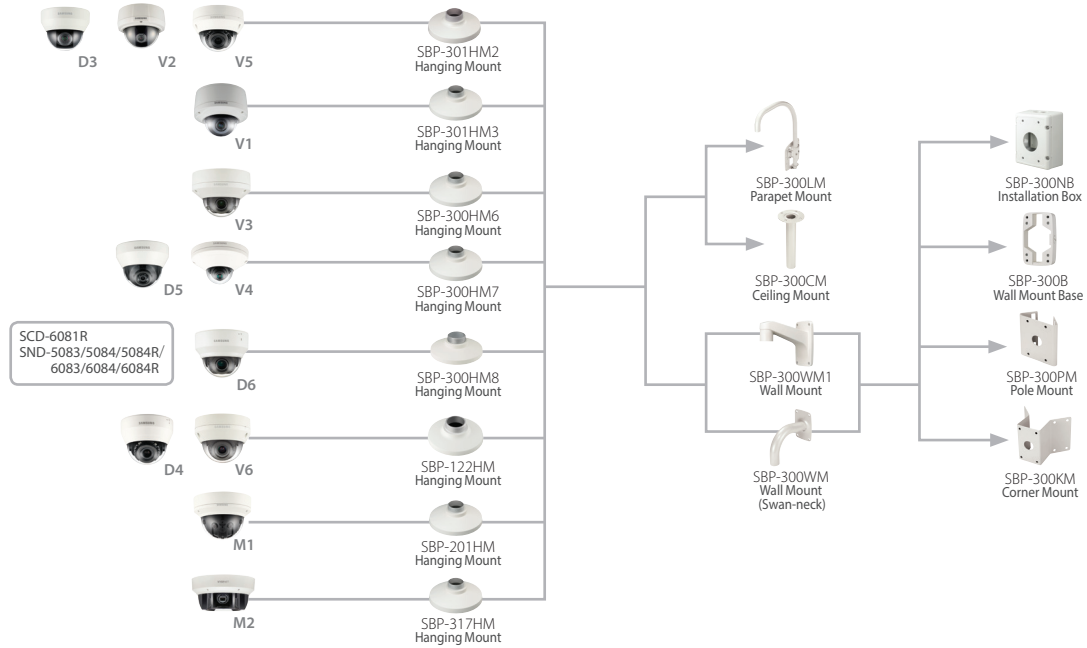 D3
V2
V5
SBP-301HM2
Hanging Mount
V1
SBP-301HM3
Hanging Mount
V3
SBP-300HM6
Hanging Mount
D5
V4
SBP-300HM7
Hanging Mount
SCD-6081R
SND-5083/5084/5084R/
6083/6084/6084R
D6
SBP-300HM8
Hanging Mount
D4
V6
SBP-122HM
Hanging Mount
M1
SBP-201HM
Hanging Mount
M2
SBP-317HM
Hanging Mount
SBP-300LM
Parapet Mount
SBP-300CM
Ceiling Mount
SBP-300WM1
Wall Mount
SBP-300WM
Wall Mount
(Swan-neck)
SBP-300NB
Installation Box
SBP-300B
Wall Mount Base
SBP-300PM
Pole Mount
SBP-300KM
Corner Mount